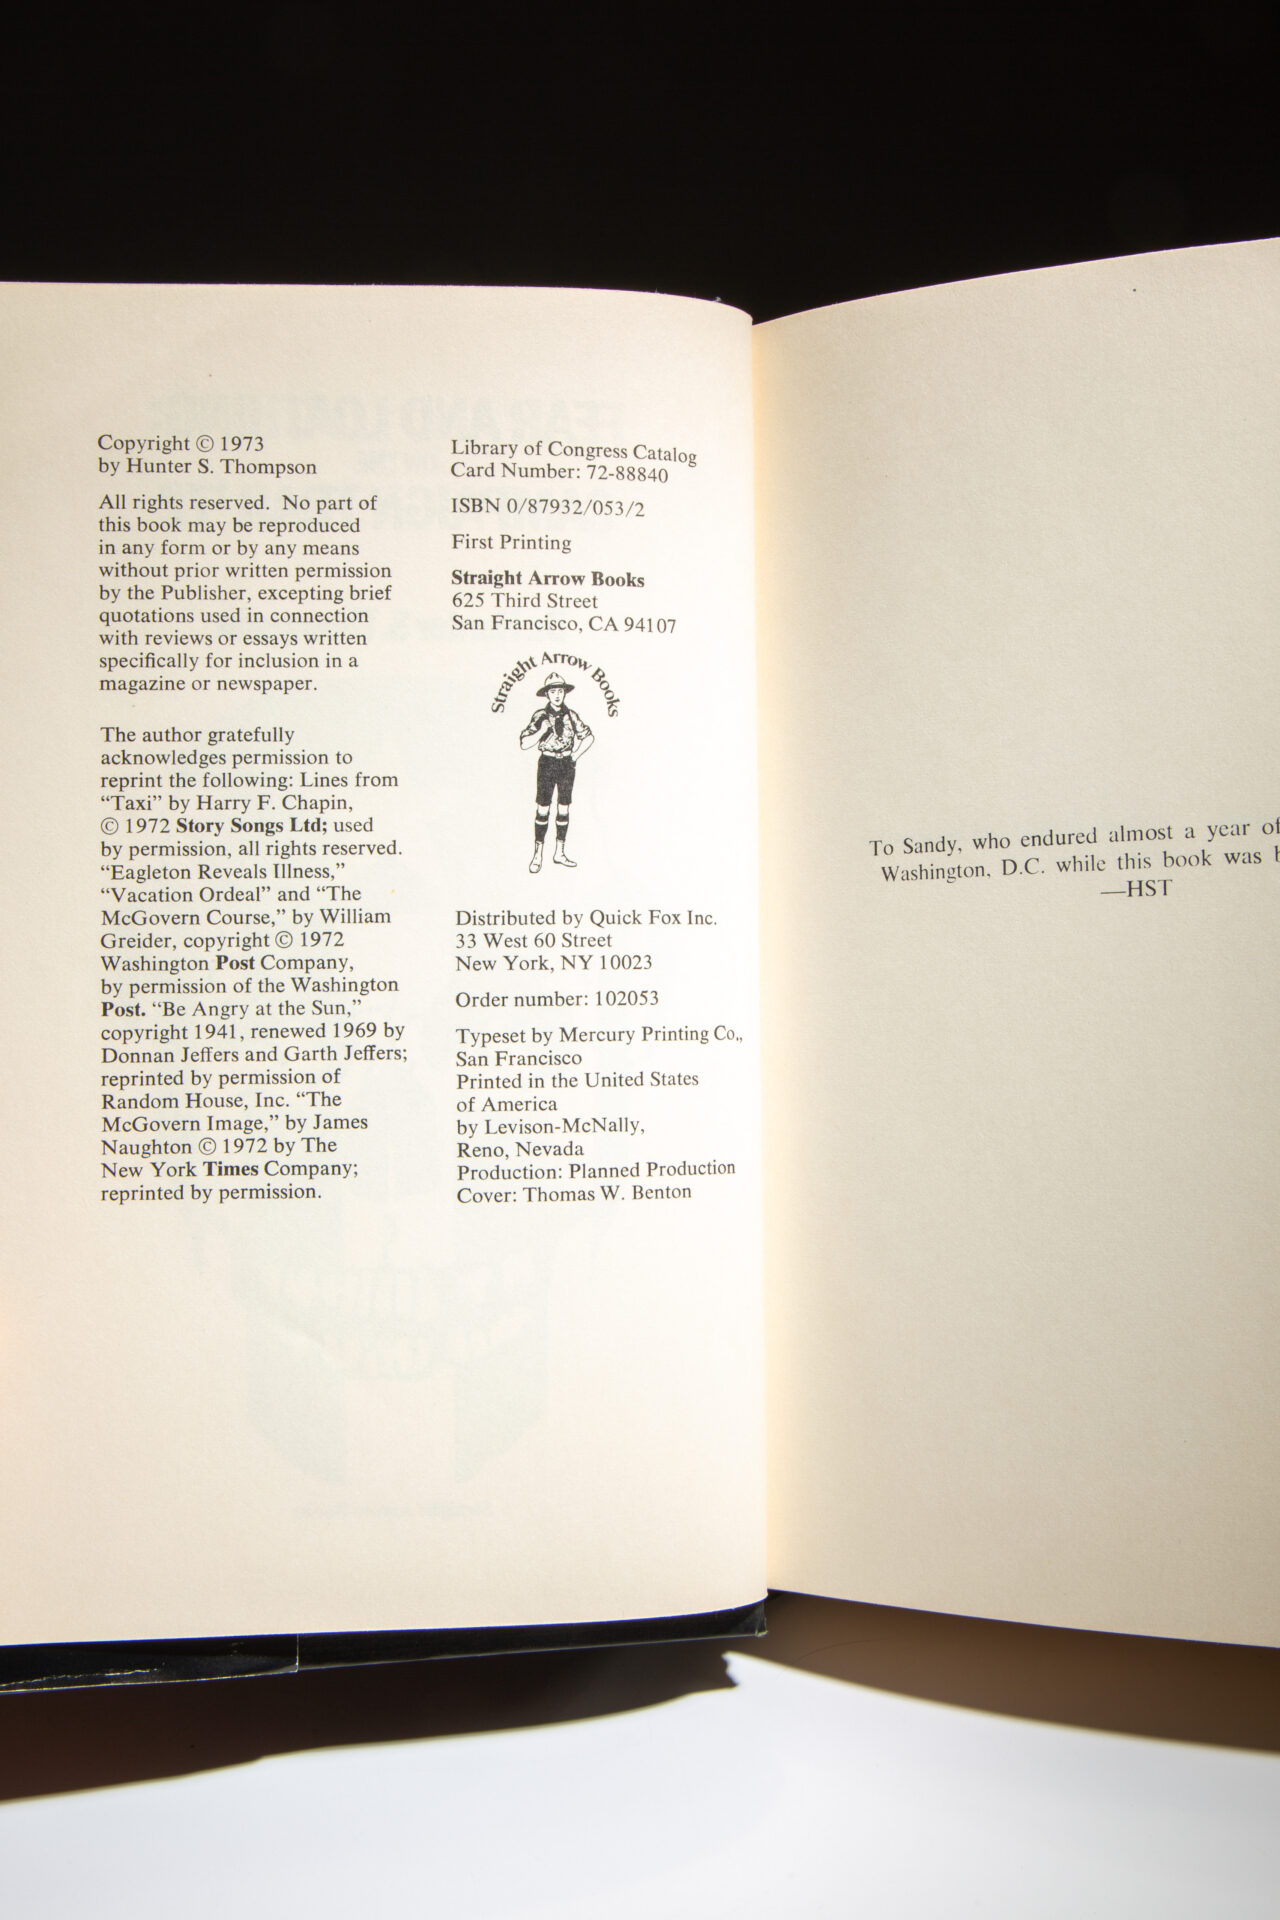 Copyright © 1973
by Hunter S. Thompson
All rights reserved. No part of
this book may be reproduced
in any form or by any means
without prior written permission
by the Publisher, excepting brief
quotations used in connection
with reviews or essays written
specifically for inclusion in a
magazine or newspaper.
The author gratefully
acknowledges permission to
reprint the following: Lines from
“Taxi” by Harry F. Chapin,
© 1972 Story Songs Ltd; used
by permission, all rights reserved.
“Eagleton Reveals Illness,”
“Vacation Ordeal” and “The
McGovern Course,” by William
Greider, copyright © 1972
Washington Post Company,
by permission of the Washington
Post. “Be Angry at the Sun,”
copyright 1941, renewed 1969 by
Donnan Jeffers and Garth Jeffers;
reprinted by permission of
Random House, Inc. “The
McGovern Image,” by James
Naughton © 1972 by The
New York Times Company;
reprinted by permission.
Library of Congress Catalog
Card Number: 72-88840
ISBN 0/87932/053/2
First Printing
Straight Arrow Books
625 Third Street
San Francisco, CA 94107
Straight Arrow Books
Distributed by Quick Fox Inc.
33 West 60 Street
New York, NY 10023
Order number: 102053
Typeset by Mercury Printing Co.,
San Francisco
Printed in the United States
of America
by Levison-McNally,
Reno, Nevada
Production: Planned Production
Cover: Thomas W. Benton
To Sandy, who endured almost a year of
Washington, D.C. while this book was
—HST